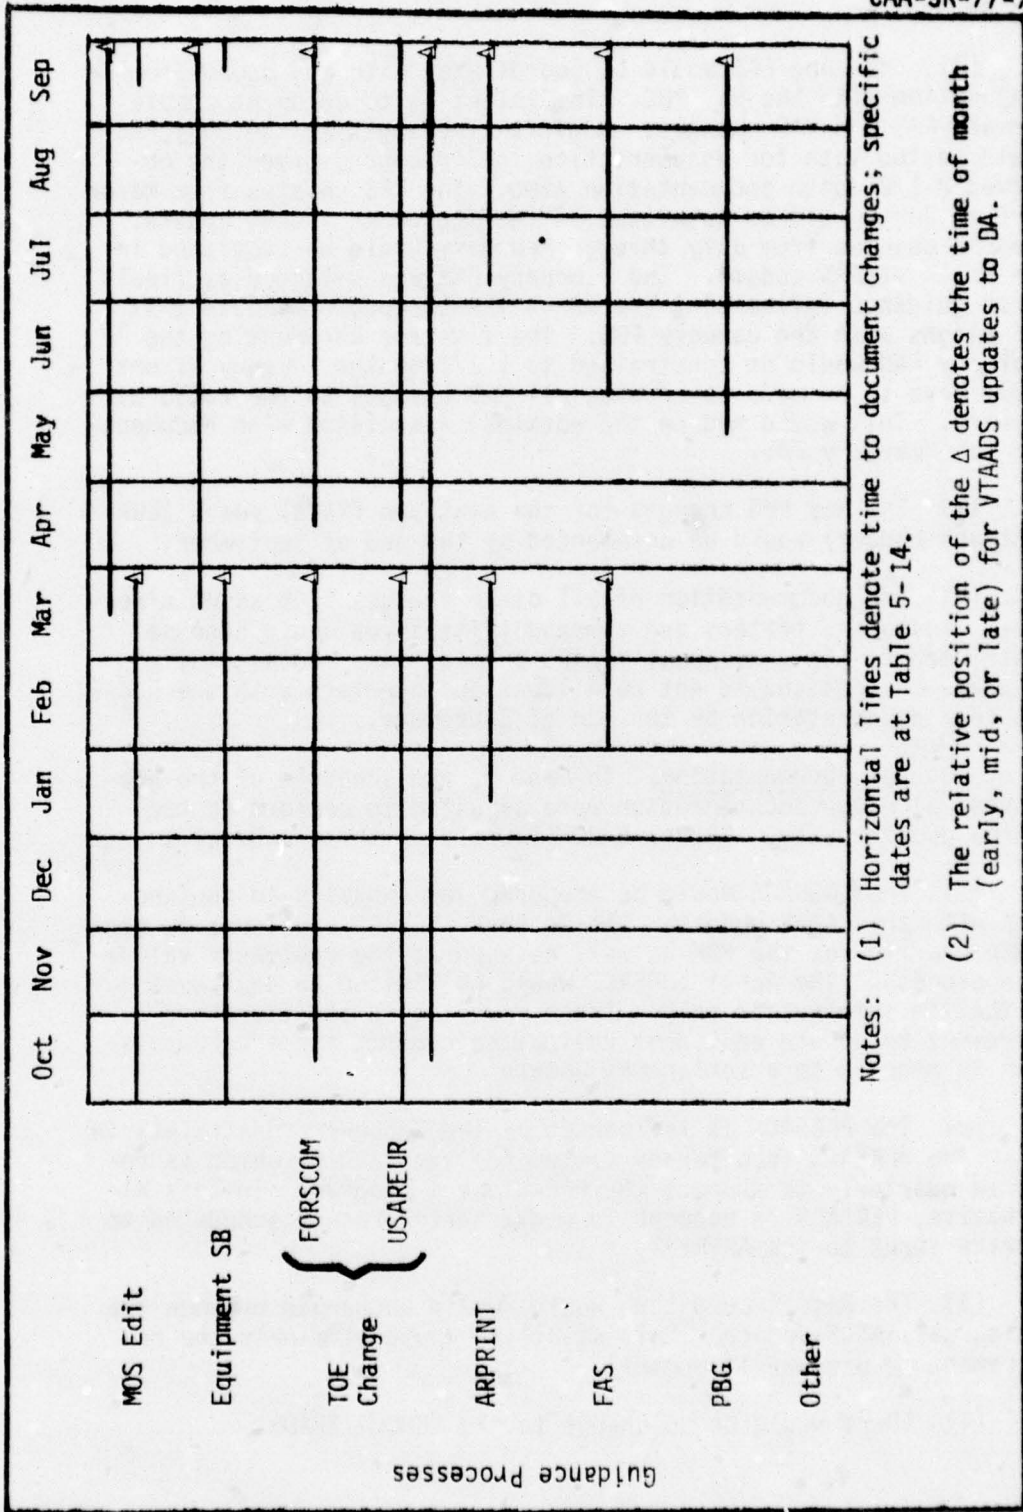 Oct Nov Dec Jan Feb Mar Apr May Jun Jul Aug Sep
Guidance Processes
MOS Edit
Equipment SB
TOE
Change
FORSCOM
USAREUR
ARPRINT
FAS
PBG
Other
Notes: (1) Horizontal lines denote time to document changes; specific
dates are at Table 5-14.
(2) The relative position of the Δ denotes the time of month
(early, mid, or late) for VTAADS updates to DA.